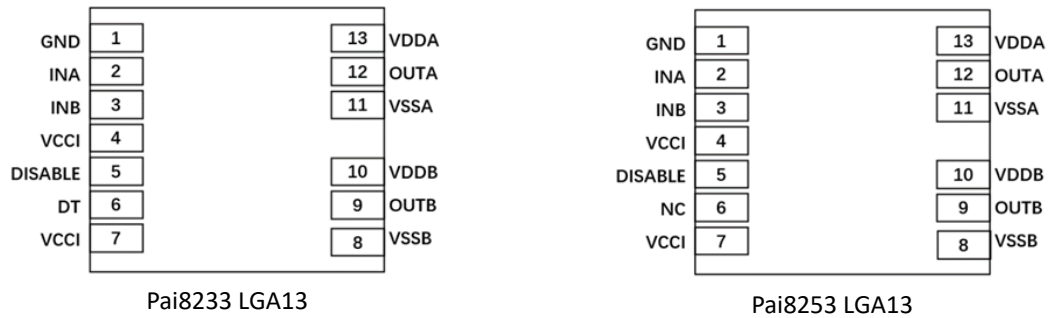 GND 1 13 VDDA
INA 2 12 OUTA
INB 3 11 VSSA
VCCI 4
DISABLE 5 10 VDDB
DT 6 9 OUTB
VCCI 7 8 VSSB
Pai8233 LGA13
GND 1 13 VDDA
INA 2 12 OUTA
INB 3 11 VSSA
VCCI 4
DISABLE 5 10 VDDB
NC 6 9 OUTB
VCCI 7 8 VSSB
Pai8253 LGA13